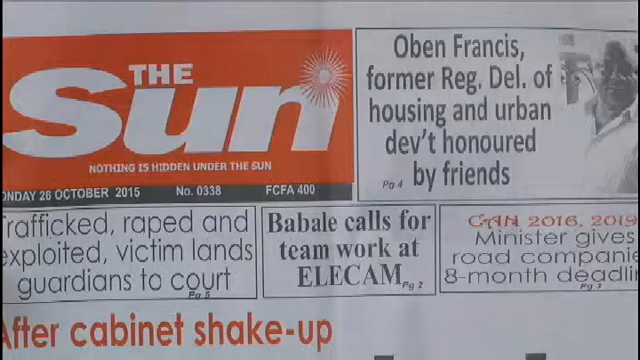 THE
Sun
NOTHING IS HIDDEN UNDER THE SUN
ONDAY 26 OCTOBER 2015 No. 0338 FCFA 400
Oben Francis,
former Reg. Del. of
housing and urban
dev't honoured
Pg 4 by friends
Trafficked, raped and
exploited, victim lands
guardians to court
Pg 5
Babale calls for
team work at
ELECAM Pg 2
CAN 2016, 2019
Minister gives
road companie
8-month deadlin
Pg 3
After cabinet shake-up